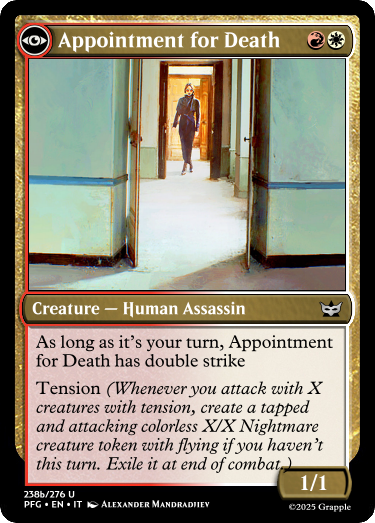 Appointment for Death
Creature — Human Assassin
As long as it's your turn, Appointment
for Death has double strike
Tension (Whenever you attack with X
creatures with tension, create a tapped
and attacking colorless X/X Nightmare
creature token with flying if you haven't
this turn. Exile it at end of combat.)
1/1
238b/276 U
PFG • EN • IT Alexander Mandradhev
©2025 Grapple